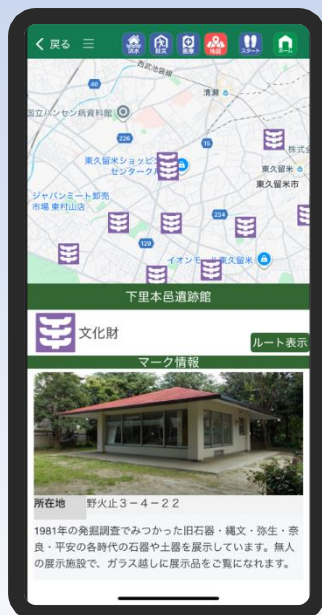 戻る
洪水
防災
医療
地図
スタート
ホーム
西武池袋線
40
清瀬
国立ハンセン病資料館
226
15
株式会
東久留米ショッピ
センターク
東久留米
東久留米市
ジャパンミート卸売
市場 東村山店
234
129
イオンモール東久留米
下里本邑遺跡館
文化財
ルート表示
マーク情報
所在地 野火止3-4-22
1981年の発掘調査でみつかった旧石器・縄文・弥生・奈
良・平安の各時代の石器や土器を展示しています。無人
の展示施設で、ガラス越しに展示品をご覧になれます。